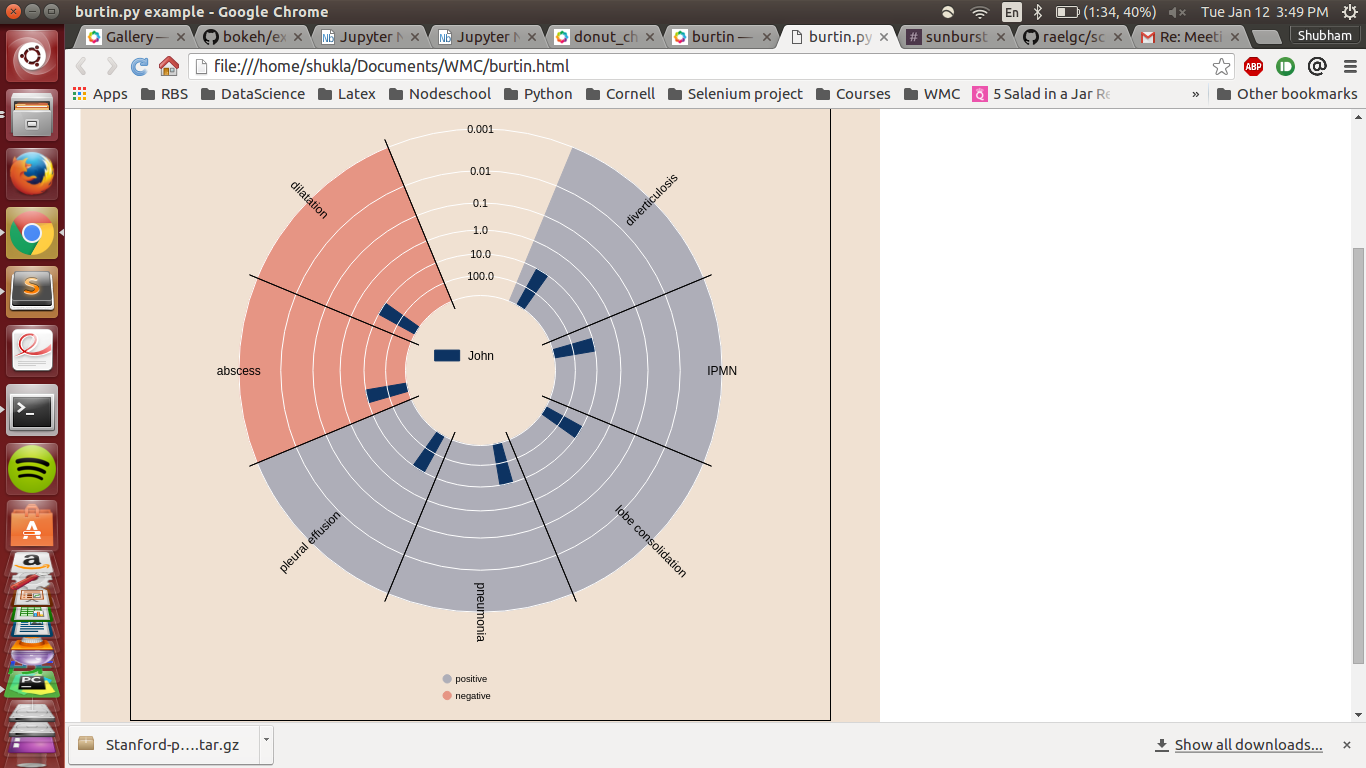 burtin.py example - Google Chrome
En
(1:34, 40%)
Tue Jan 12 3:49 PM
Gallery —
bokeh/ex
Jupyter N
Jupyter N
donut_ch
burtin —
burtin.py
sunburst
raelgc/sc
Re: Meeti
Shubham
file:///home/shukla/Documents/WMC/burtin.html
ABP
Apps
RBS
DataScience
Latex
Nodeschool
Python
Cornell
Selenium project
Courses
WMC
5 Salad in a Jar Re
»
Other bookmarks
0.001
0.01
0.1
1.0
10.0
100.0
dilatation
diverticulosis
John
abscess
IPMN
pleural effusion
lobe consolidation
pneumonia
positive
negative
Stanford-p....tar.gz
Show all downloads...